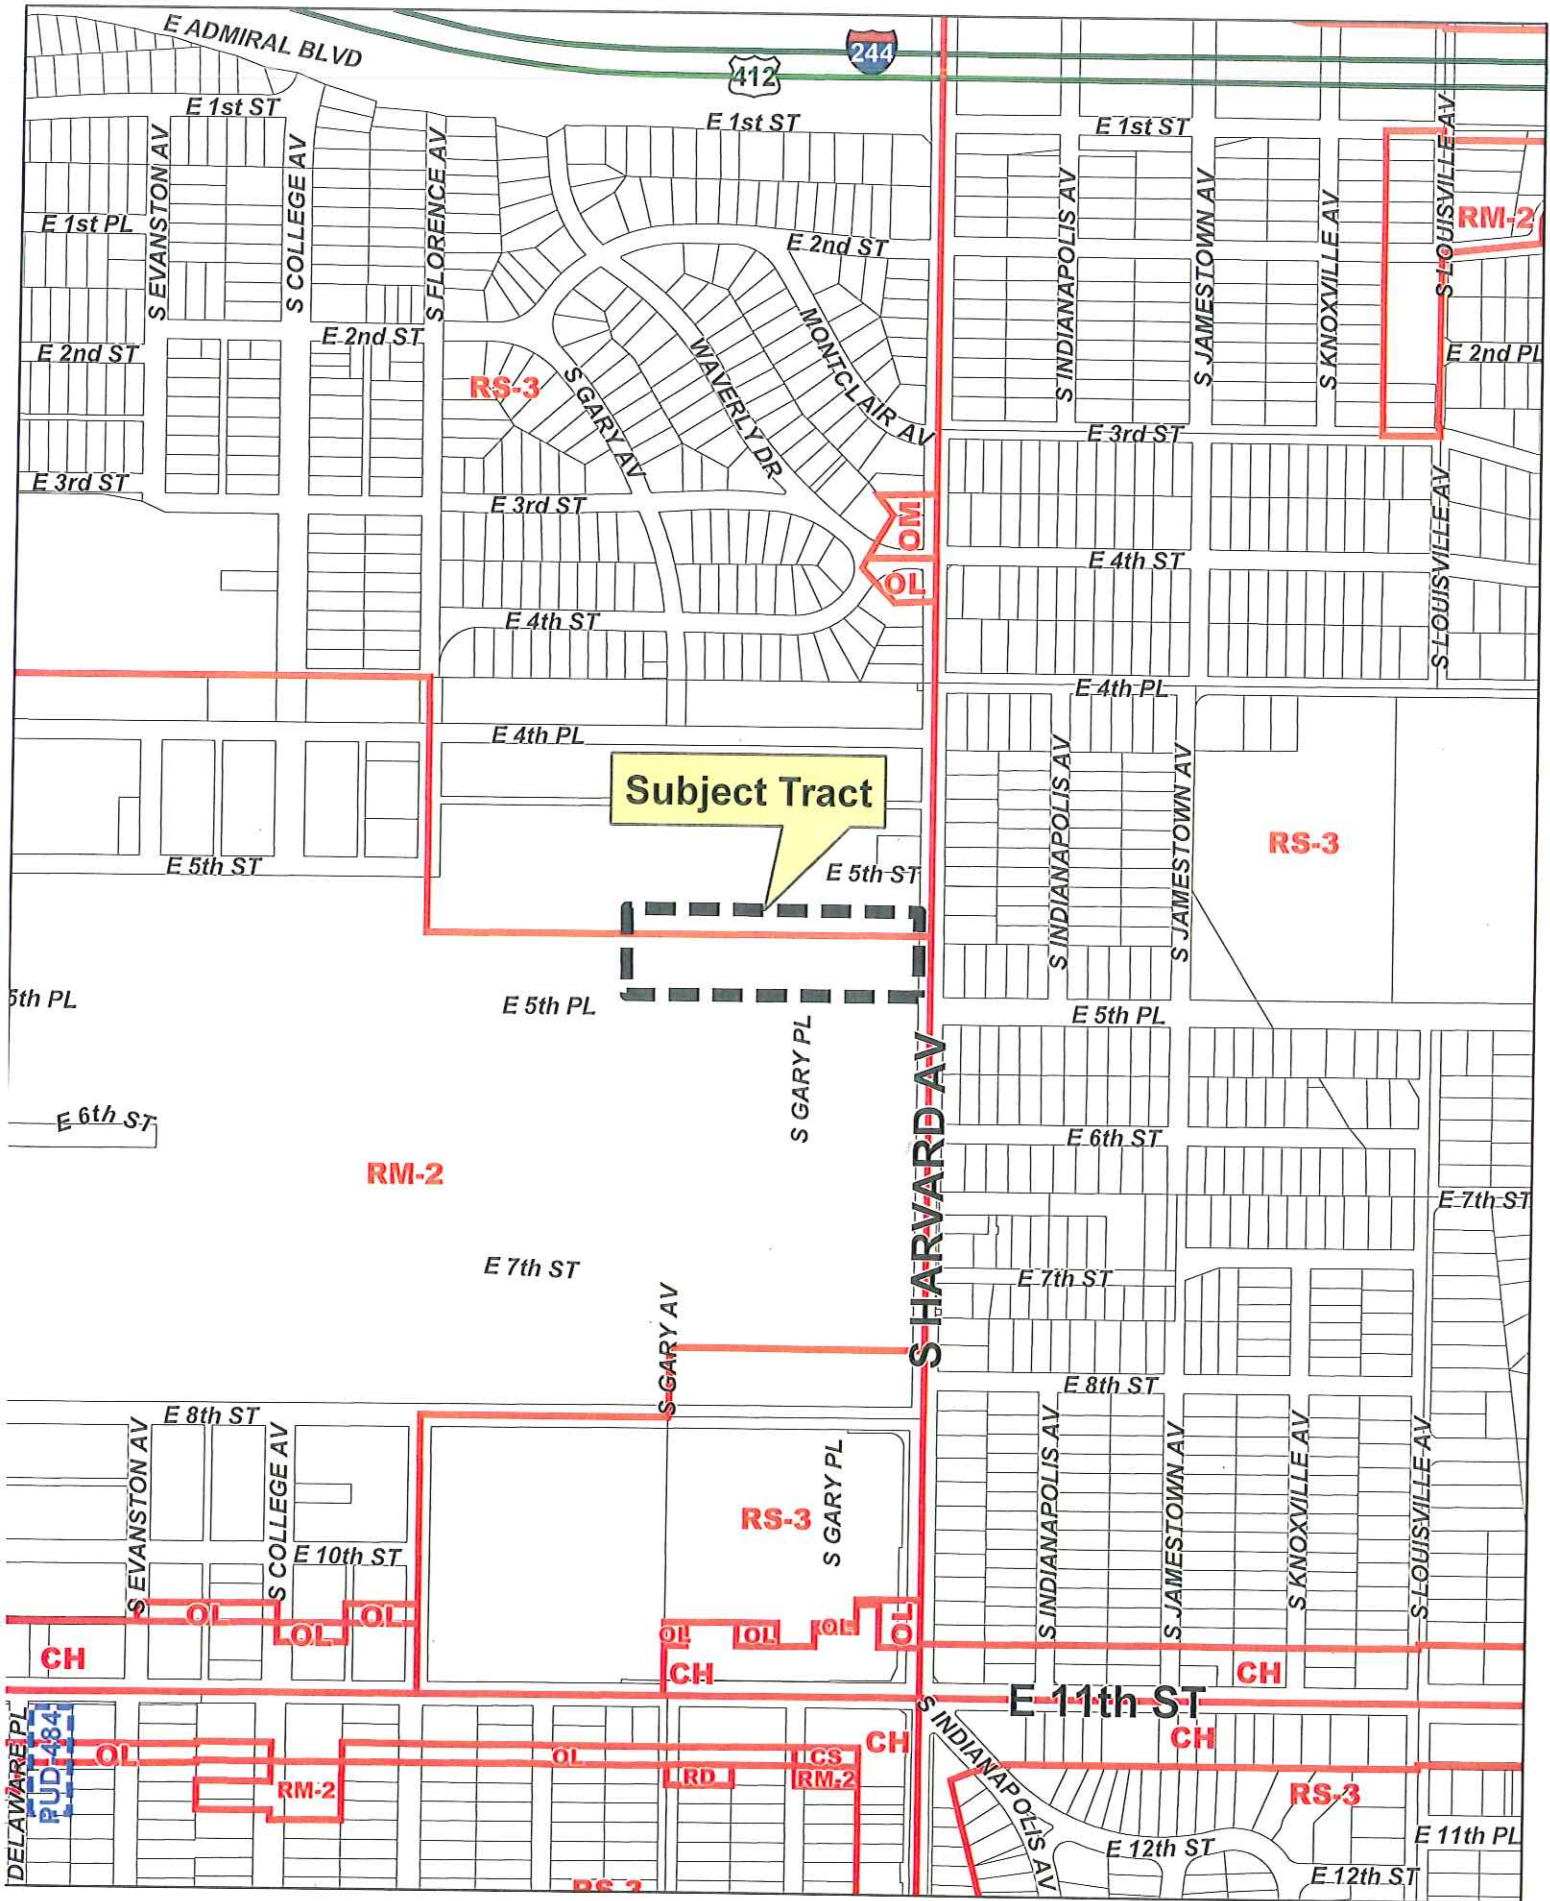 E ADMIRAL BLVD
244
412
E 1st ST
E 1st ST
E 1st ST
S EVANSTON AV
S COLLEGE AV
S FLORENCE AV
S INDIANAPOLIS AV
S JAMESTOWN AV
S KNOXVILLE AV
S LOUISVILLE AV
RM-2
E 1st PL
E 2nd ST
E 2nd ST
E 2nd ST
E 2nd PL
MONTCLAIR AV
WAVERLY DR
S GARY AV
RS-3
E 3rd ST
E 3rd ST
E 3rd ST
OM
OL
E 4th ST
E 4th ST
S LOUISVILLE AV
E 4th PL
E 4th PL
Subject Tract
S INDIANAPOLIS AV
S JAMESTOWN AV
RS-3
E 5th ST
E 5th ST
5th PL
E 5th PL
E 5th PL
S GARY PL
S HARVARD AV
E 6th ST
E 6th ST
RM-2
E 7th ST
E 7th ST
E 7th ST
S GARY AV
E 8th ST
E 8th ST
S EVANSTON AV
S COLLEGE AV
S GARY PL
RS-3
S INDIANAPOLIS AV
S JAMESTOWN AV
S KNOXVILLE AV
S LOUISVILLE AV
E 10th ST
OL
OL
OL
OL
OL
OL
OL
CH
CH
CH
E 11th ST
DELAWARE PL
PUD-484
OL
RM-2
OL
CS
RD
RM-2
CH
S INDIANAPOLIS AV
CH
RS-3
E 12th ST
E 11th PL
E 12th ST
RS-3